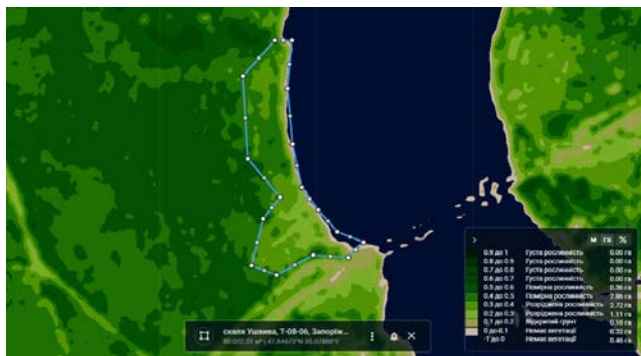 м га %
0.9 до 1 Густа рослинність 0.00 га
0.8 до 0.9 Густа рослинність 0.00 га
0.7 до 0.8 Густа рослинність 0.00 га
0.6 до 0.7 Густа рослинність 0.00 га
0.5 до 0.6 Помірна рослинність 0.36 га
0.4 до 0.5 Помірна рослинність 2.86 га
0.3 до 0.4 Розріджена рослинність 2.72 га
0.2 до 0.3 Розріджена рослинність 1.11 га
0.1 до 0.2 Відкритий ґрунт 0.18 га
0 до 0.1 Немає вегетації 0.32 га
-1 до 0 Немає вегетації 0.46 га
скеля Ушвива, Т-08-06, Запоріж...